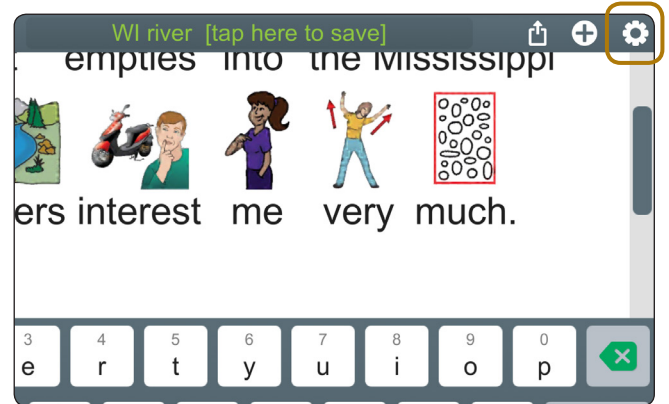 WI river [tap here to save]
empties into the Mississippi
ers interest me very much.
3 4 5 6 7 8 9 0
e r t y u i o p